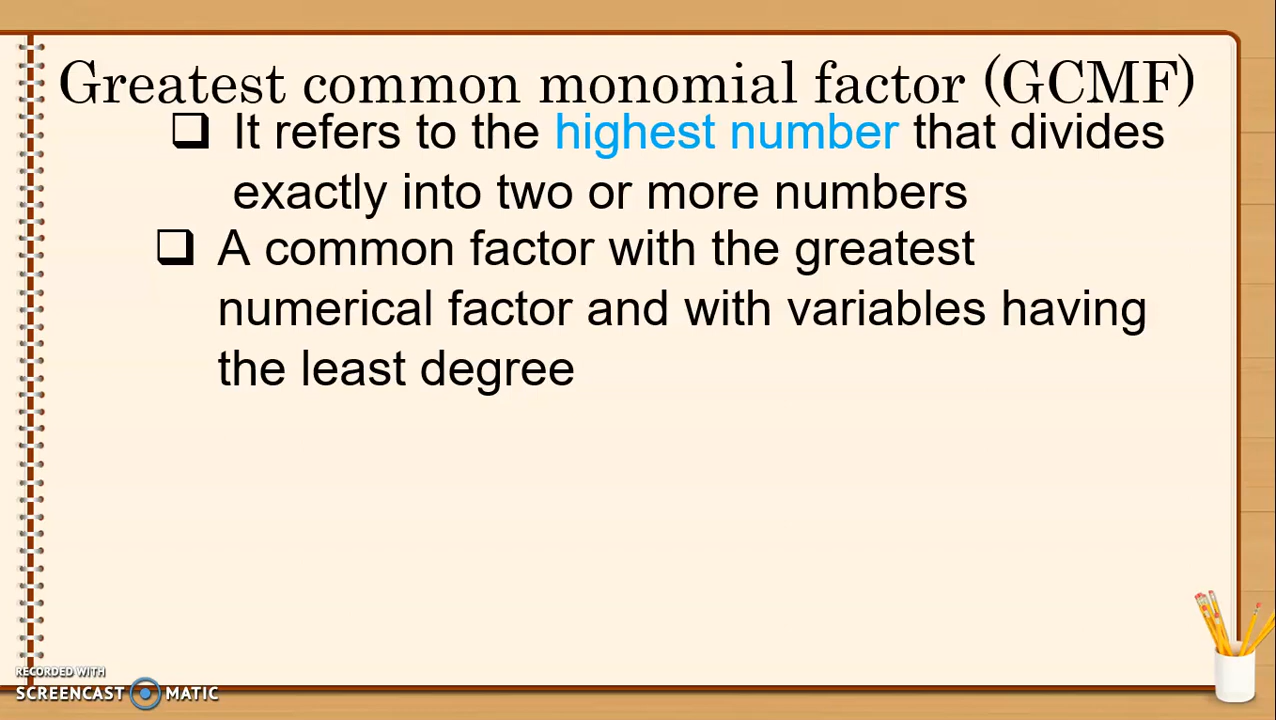 Greatest common monomial factor (GCMF)
It refers to the highest number that divides
exactly into two or more numbers
A common factor with the greatest
numerical factor and with variables having
the least degree
RECORDED WITH
SCREENCAST MATIC